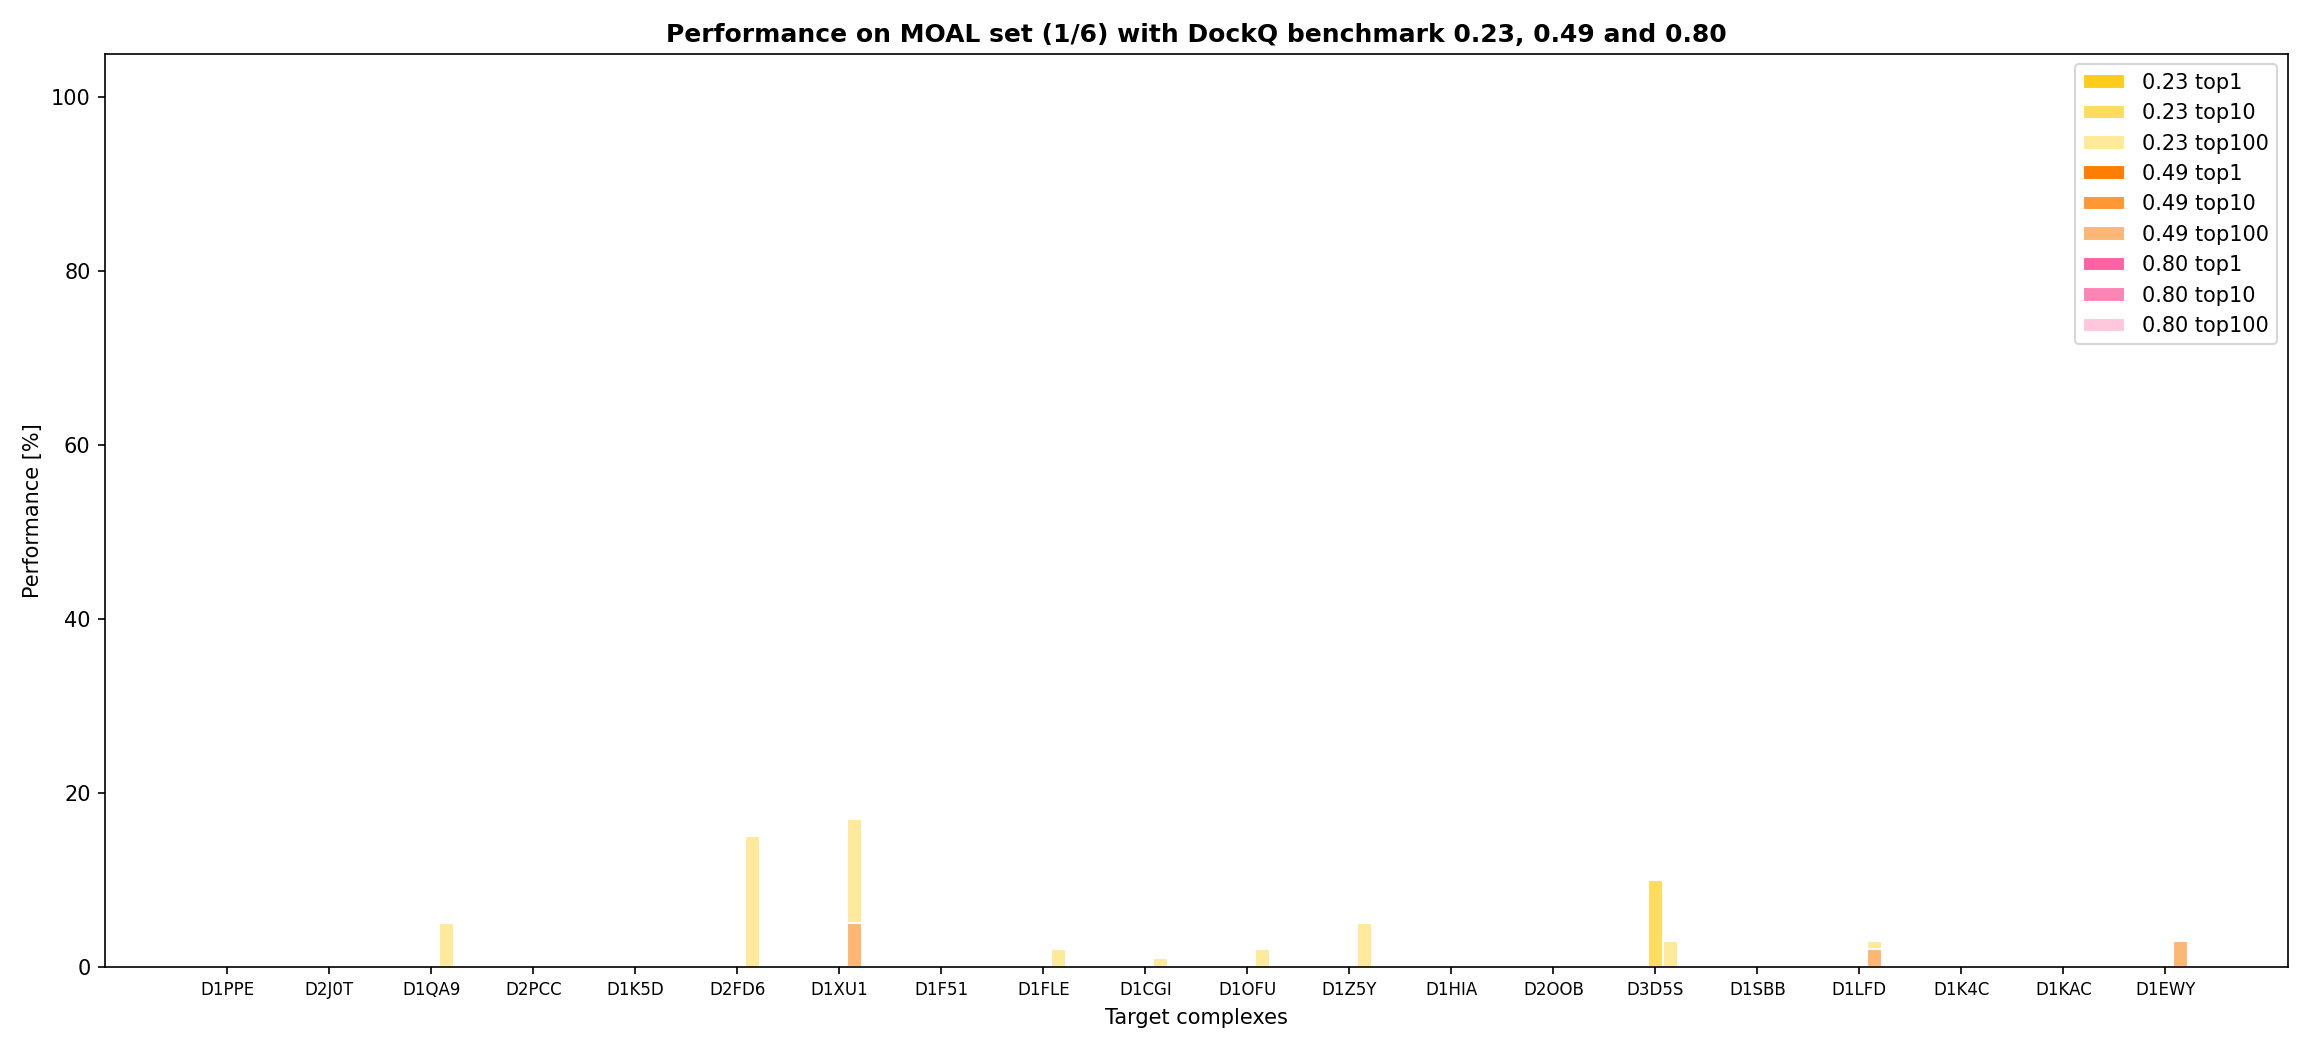 Performance on MOAL set (1/6) with DockQ benchmark 0.23, 0.49 and 0.80
100
80
60
40
20
0
Performance [%]
0.23 top1
0.23 top10
0.23 top100
0.49 top1
0.49 top10
0.49 top100
0.80 top1
0.80 top10
0.80 top100
D1PPE D2J0T D1QA9 D2PCC D1K5D D2FD6 D1XU1 D1F51 D1FLE D1CGI D1OFU D1Z5Y D1HIA D2OOB D3D5S D1SBB D1LFD D1K4C D1KAC D1EWY
Target complexes